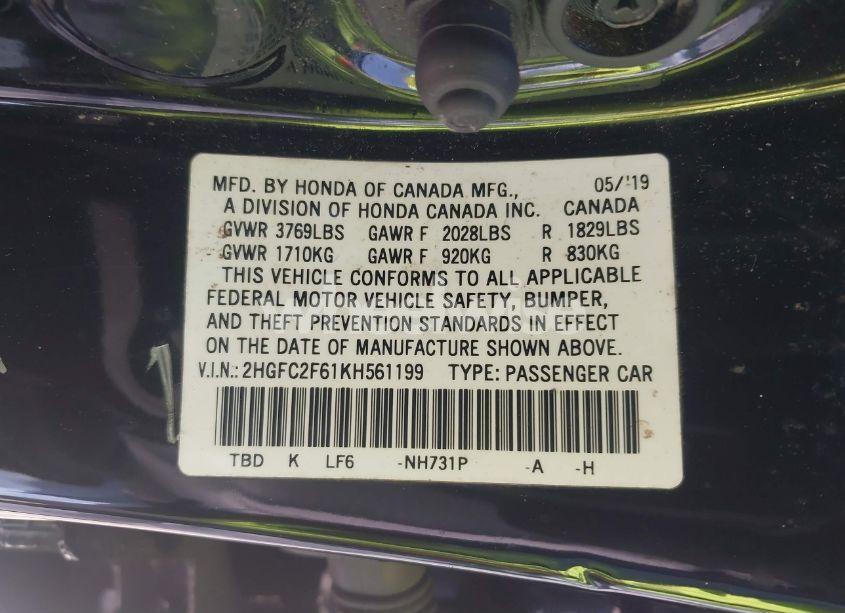 MFD. BY HONDA OF CANADA MFG., 05/'19
A DIVISION OF HONDA CANADA INC. CANADA
GVWR 3769LBS GAWR F 2028LBS R 1829LBS
GVWR 1710KG GAWR F 920KG R 830KG
THIS VEHICLE CONFORMS TO ALL APPLICABLE
FEDERAL MOTOR VEHICLE SAFETY, BUMPER,
AND THEFT PREVENTION STANDARDS IN EFFECT
ON THE DATE OF MANUFACTURE SHOWN ABOVE.
V.I.N.: 2HGFC2F61KH561199 TYPE: PASSENGER CAR
TBD K LF6 -NH731P -A -H